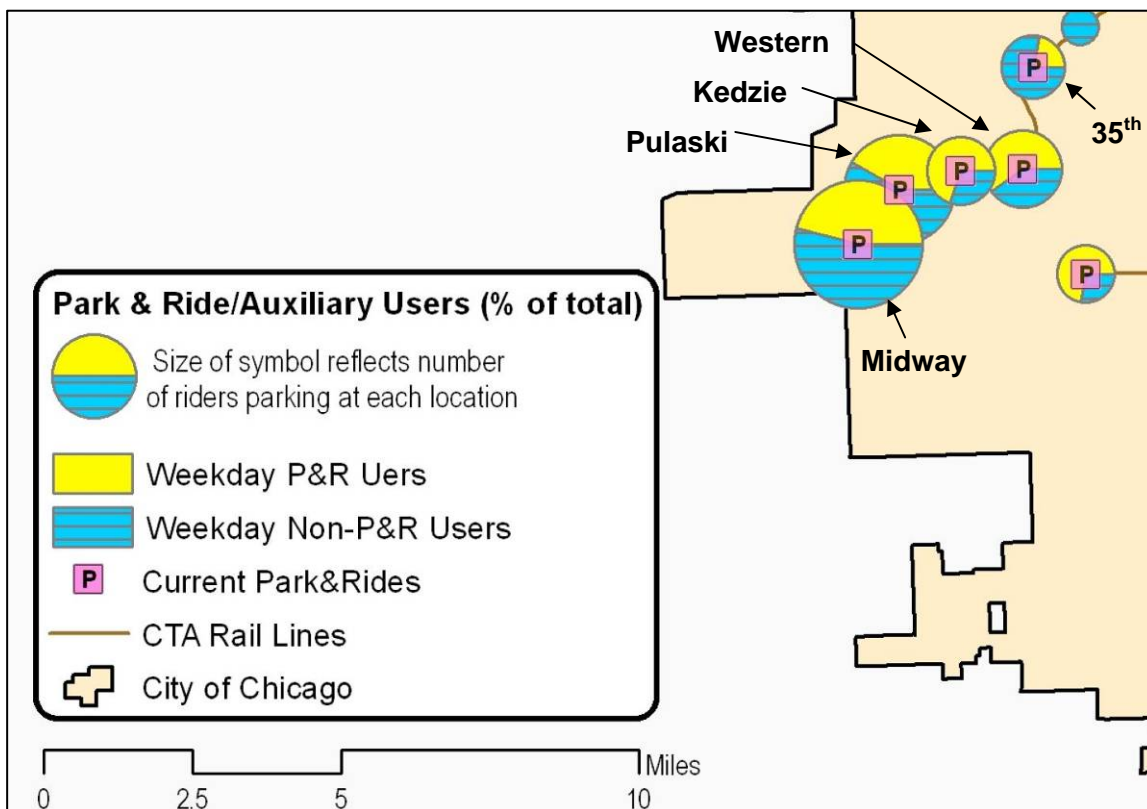 Western
Kedzie
Pulaski
35th
Midway
P
P
P
P
P
P
Park & Ride/Auxiliary Users (% of total)
Size of symbol reflects number
of riders parking at each location
Weekday P&R Uers
Weekday Non-P&R Users
P
Current Park&Rides
CTA Rail Lines
City of Chicago
Miles
0 2.5 5 10